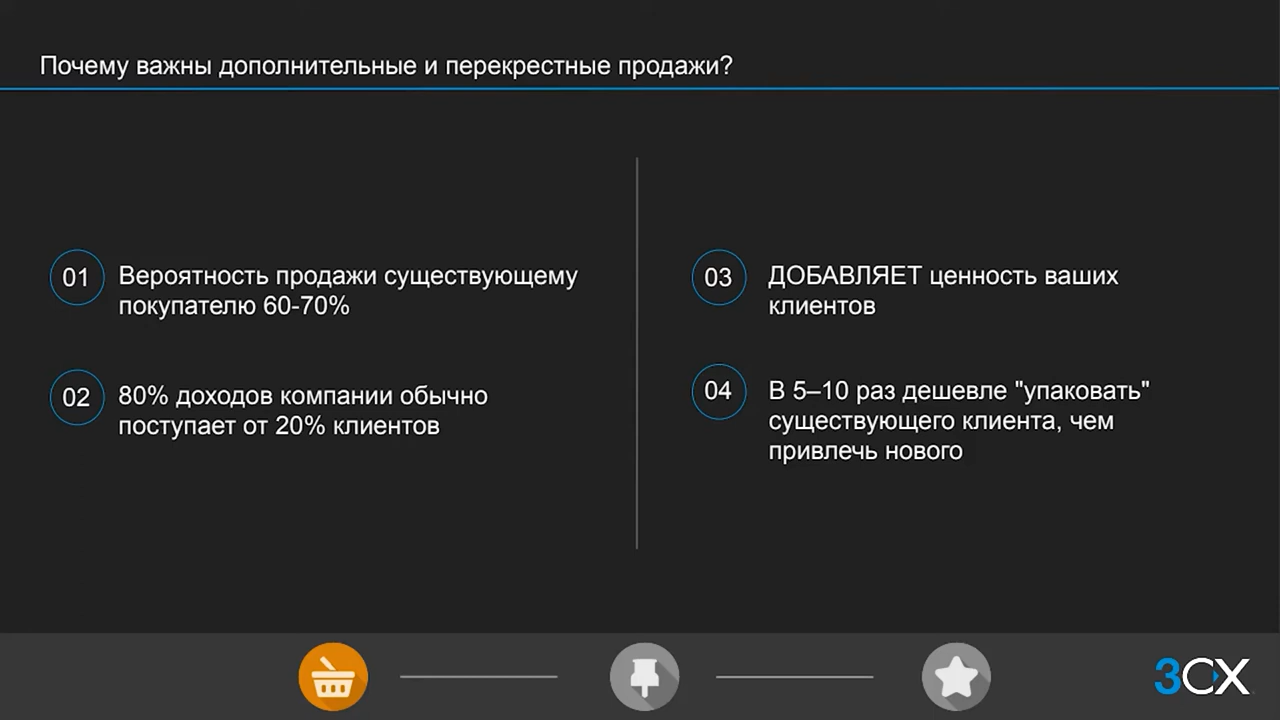 Почему важны дополнительные и перекрестные продажи?
01
Вероятность продажи существующему
покупателю 60-70%
02
80% доходов компании обычно
поступает от 20% клиентов
03
ДОБАВЛЯЕТ ценность ваших
клиентов
04
В 5–10 раз дешевле "упаковать"
существующего клиента, чем
привлечь нового
3CX